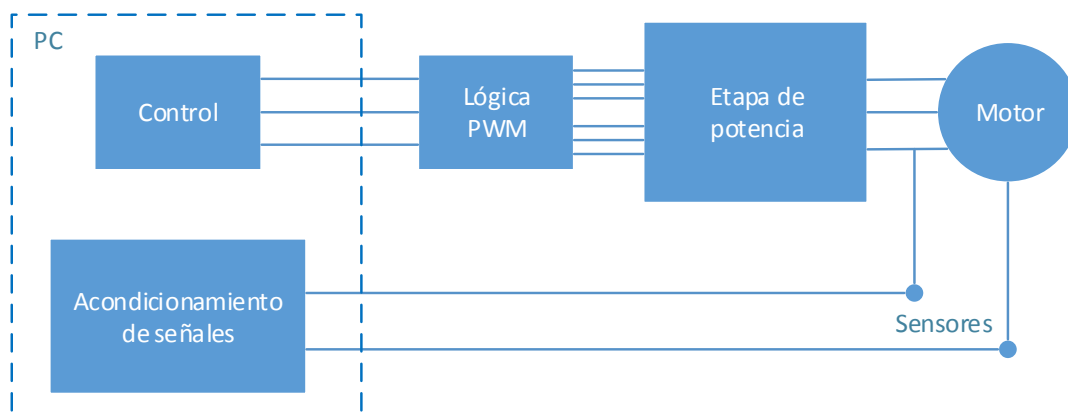 PC
Control
Lógica
PWM
Etapa de
potencia
Motor
Acondicionamiento
de señales
Sensores